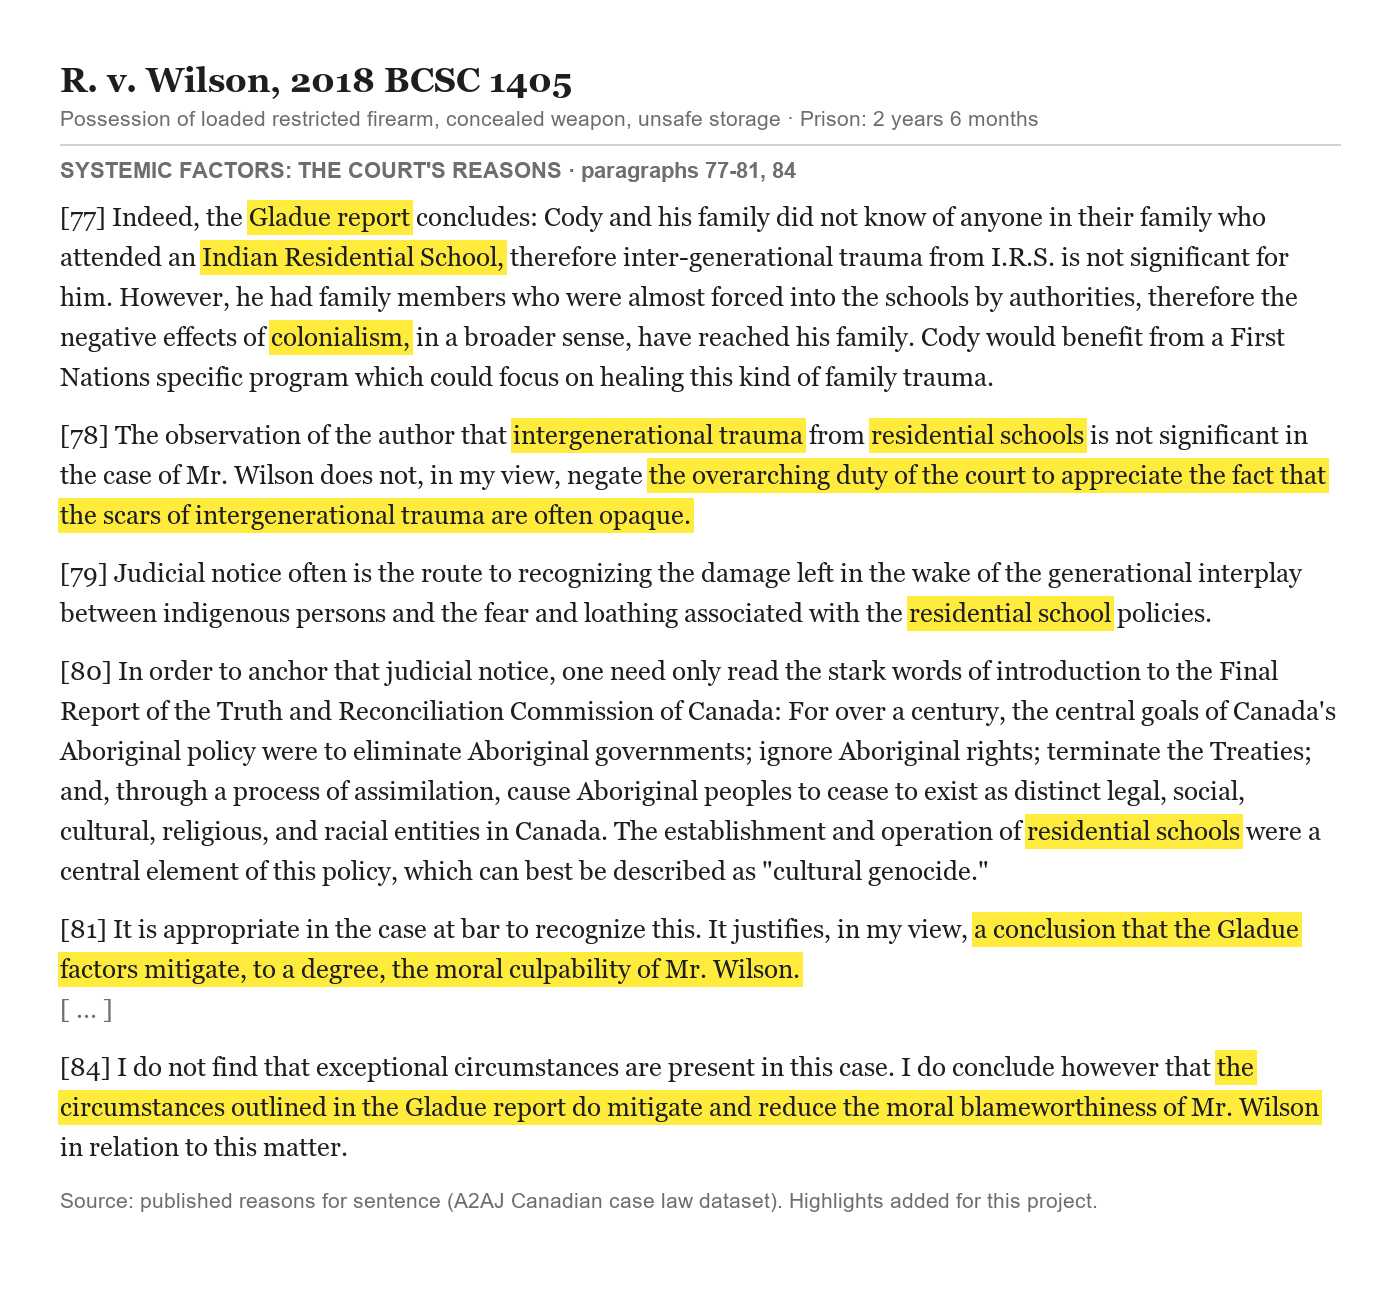 R. v. Wilson, 2018 BCSC 1405
Possession of loaded restricted firearm, concealed weapon, unsafe storage · Prison: 2 years 6 months
SYSTEMIC FACTORS: THE COURT'S REASONS · paragraphs 77-81, 84
[77] Indeed, the Gladue report concludes: Cody and his family did not know of anyone in their family who
attended an Indian Residential School, therefore inter-generational trauma from I.R.S. is not significant for
him. However, he had family members who were almost forced into the schools by authorities, therefore the
negative effects of colonialism, in a broader sense, have reached his family. Cody would benefit from a First
Nations specific program which could focus on healing this kind of family trauma.
[78] The observation of the author that intergenerational trauma from residential schools is not significant in
the case of Mr. Wilson does not, in my view, negate the overarching duty of the court to appreciate the fact that
the scars of intergenerational trauma are often opaque.
[79] Judicial notice often is the route to recognizing the damage left in the wake of the generational interplay
between indigenous persons and the fear and loathing associated with the residential school policies.
[80] In order to anchor that judicial notice, one need only read the stark words of introduction to the Final
Report of the Truth and Reconciliation Commission of Canada: For over a century, the central goals of Canada's
Aboriginal policy were to eliminate Aboriginal governments; ignore Aboriginal rights; terminate the Treaties;
and, through a process of assimilation, cause Aboriginal peoples to cease to exist as distinct legal, social,
cultural, religious, and racial entities in Canada. The establishment and operation of residential schools were a
central element of this policy, which can best be described as "cultural genocide."
[81] It is appropriate in the case at bar to recognize this. It justifies, in my view, a conclusion that the Gladue
factors mitigate, to a degree, the moral culpability of Mr. Wilson.
[ ... ]
[84] I do not find that exceptional circumstances are present in this case. I do conclude however that the
circumstances outlined in the Gladue report do mitigate and reduce the moral blameworthiness of Mr. Wilson
in relation to this matter.
Source: published reasons for sentence (A2AJ Canadian case law dataset). Highlights added for this project.